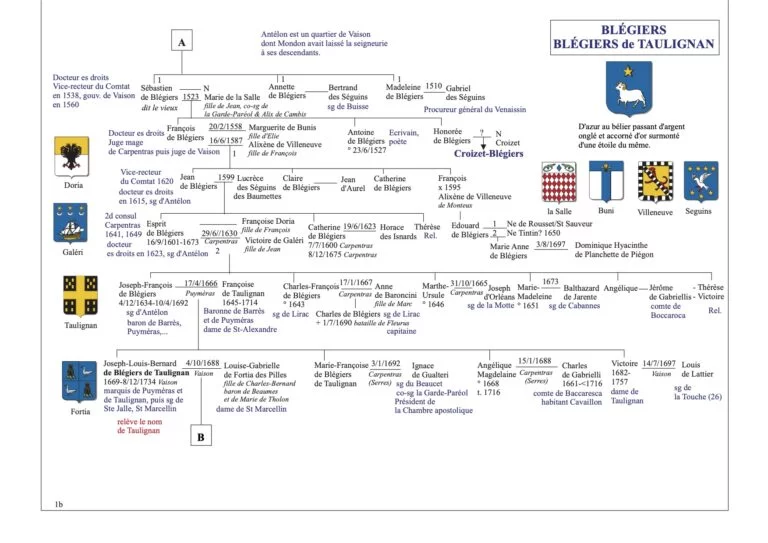 BLÉGIERS
BLÉGIERS de TAULIGNAN
A
Antélon est un quartier de Vaison
dont Mondon avait laissé la seigneurie
à ses descendants.
Docteur es droits
Vice-recteur du Comtat
en 1538, gouv. de Vaison
en 1560
1
Sébastien
de Blégiers
dit le vieux
1523
N
Marie de la Salle
fille de Jean, co-sg de
la Garde-Paréol & Alix de Cambis
1
Annette
de Blégiers
Bertrand
des Séguins
sg de Buisse
1
Madeleine
de Blégiers
1510
Gabriel
des Séguins
Procureur général du Venaissin
D'azur au bélier passant d'argent
onglé et accorné d'or surmonté
d'une étoile du même.
Docteur es droits
Juge mage
de Carpentras puis juge de Vaison
François
de Blégiers
20/2/1558
16/6/1587
Marguerite de Bunis
fille d'Elie
Alixène de Villeneuve
fille de François
1
Antoine
de Blégiers
° 23/6/1527
Ecrivain,
poète
Honorée
de Blégiers
?
N
Croizet
Croizet-Blégiers
Doria
Vice-recteur
du Comtat 1620
docteur es droits
en 1615, sg d'Antélon
Jean
de Blégiers
1599
Lucrèce
des Séguins
des Baumettes
Claire
de Blégiers
Jean
d'Aurel
Catherine
de Blégiers
François
x 1595
Alixène de Villeneuve
de Monteux
la Salle
Buni
Villeneuve
Seguins
2d consul
Carpentras
1641, 1649
docteur
es droits en 1623, sg d'Antélon
Esprit
de Blégiers
16/9/1601-1673
29/6//1630
Carpentras
2
Françoise Doria
fille de François
Victoire de Galéri
fille de Jean
Catherine
de Blégiers
7/7/1600 Carpentras
8/12/1675 Carpentras
19/6/1623
Horace
des Isnards
Thérèse
Rel.
Edouard
de Blégiers
1
2
Ne de Rousset/St Sauveur
Ne Tintin? 1650
Marie Anne
de Blégiers
3/8/1697
Dominique Hyacinthe
de Planchette de Piégon
Galéri
Taulignan
Joseph-François
de Blégiers
4/12/1634-10/4/1692
sg d'Antélon
baron de Barrès,
Puyméras,...
17/4/1666
Puyméras
Françoise
de Taulignan
1645-1714
Baronne de Barrès
et de Puyméras
dame de St-Alexandre
Charles-François
de Blégiers
° 1643
sg de Lirac
17/1/1667
Carpentras
Anne
de Baroncini
fille de Marc
Charles de Blégiers sg de Lirac
+ 1/7/1690 bataille de Fleurus
capitaine
Marthe-
Ursule
° 1646
31/10/1665
Carpentras
Joseph
d'Orléans
sg de la Motte
Marie-
Madeleine
° 1651
1673
Balthazard
de Jarente
sg de Cabannes
Angélique
Jérôme
de Gabriellis
comte de
Boccaroca
- Thérèse
- Victoire
Rel.
Fortia
Joseph-Louis-Bernard
de Blégiers de Taulignan
1669-8/12/1734 Vaison
marquis de Puyméras et
de Taulignan, puis sg de
Ste Jalle, St Marcellin
relève le nom
de Taulignan
4/10/1688
Vaison
Louise-Gabrielle
de Fortia des Pilles
fille de Charles-Bernard
baron de Beaumes
et de Marie de Tholon
dame de St Marcellin
B
Marie-Françoise
de Blégiers
de Taulignan
3/1/1692
Carpentras
(Serres)
Ignace
de Gualteri
sg du Beaucet
co-sg la Garde-Paréol
Président de
la Chambre apostolique
Angélique
Magdelaine
° 1668
t. 1716
15/1/1688
Carpentras
(Serres)
Charles
de Gabrielli
1661-<1716
comte de Baccaresca
habitant Cavaillon
Victoire
1682-
1757
dame de
Taulignan
14/7/1697
Vaison
Louis
de Lattier
sg de
la Touche (26)
1b